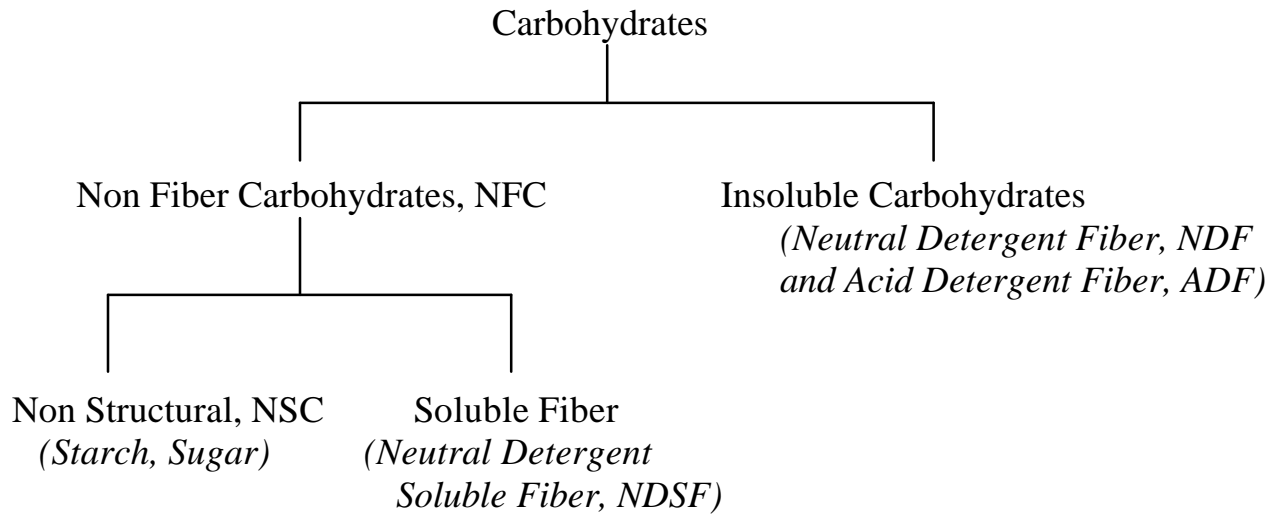 Carbohydrates
Non Fiber Carbohydrates, NFC
Insoluble Carbohydrates
(Neutral Detergent Fiber, NDF
and Acid Detergent Fiber, ADF)
Non Structural, NSC
(Starch, Sugar)
Soluble Fiber
(Neutral Detergent
Soluble Fiber, NDSF)